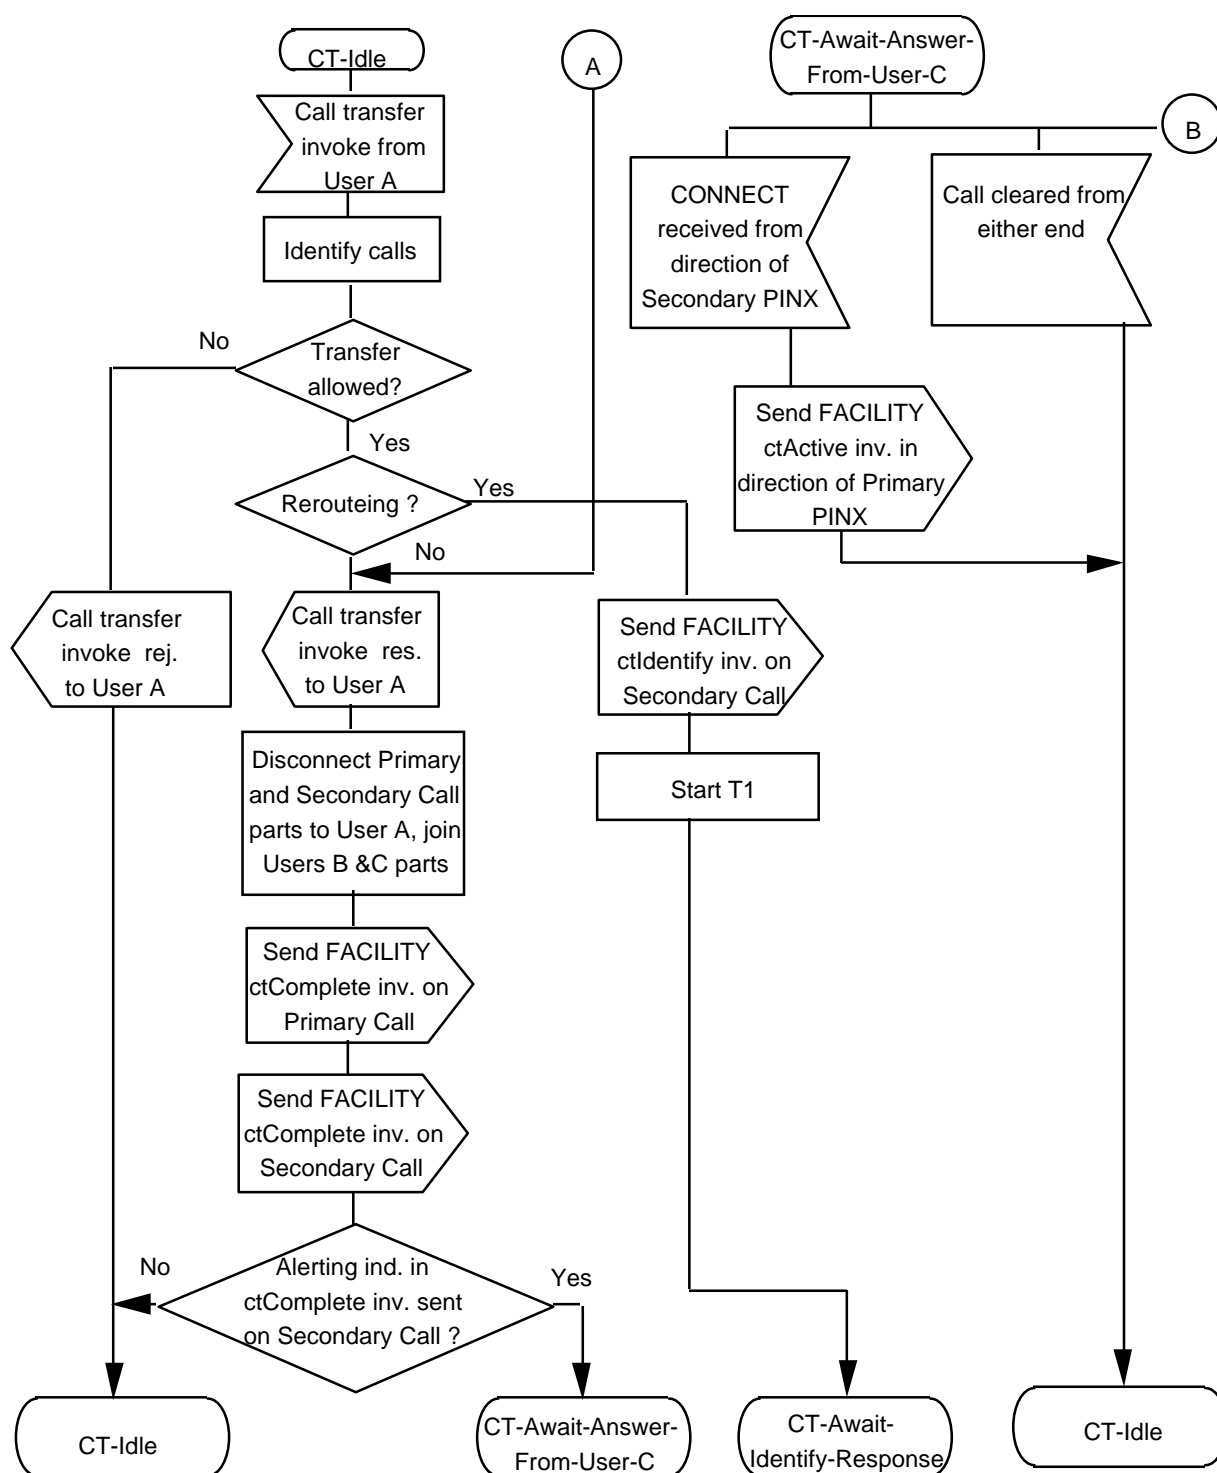 CT-Idle
A
CT-Await-Answer-
From-User-C
B
Call transfer
invoke from
User A
CONNECT
received from
direction of
Secondary PINX
Call cleared from
either end
Identify calls
No
Transfer
allowed?
Yes
Send FACILITY
ctActive inv. in
direction of Primary
PINX
Rerouteing ?
Yes
No
Call transfer
invoke rej.
to User A
Call transfer
invoke res.
to User A
Send FACILITY
ctIdentify inv. on
Secondary Call
Disconnect Primary
and Secondary Call
parts to User A, join
Users B &C parts
Start T1
Send FACILITY
ctComplete inv. on
Primary Call
Send FACILITY
ctComplete inv. on
Secondary Call
No
Alerting ind. in
ctComplete inv. sent
on Secondary Call ?
Yes
CT-Idle
CT-Await-Answer-
From-User-C
CT-Await-
Identify-Response
CT-Idle